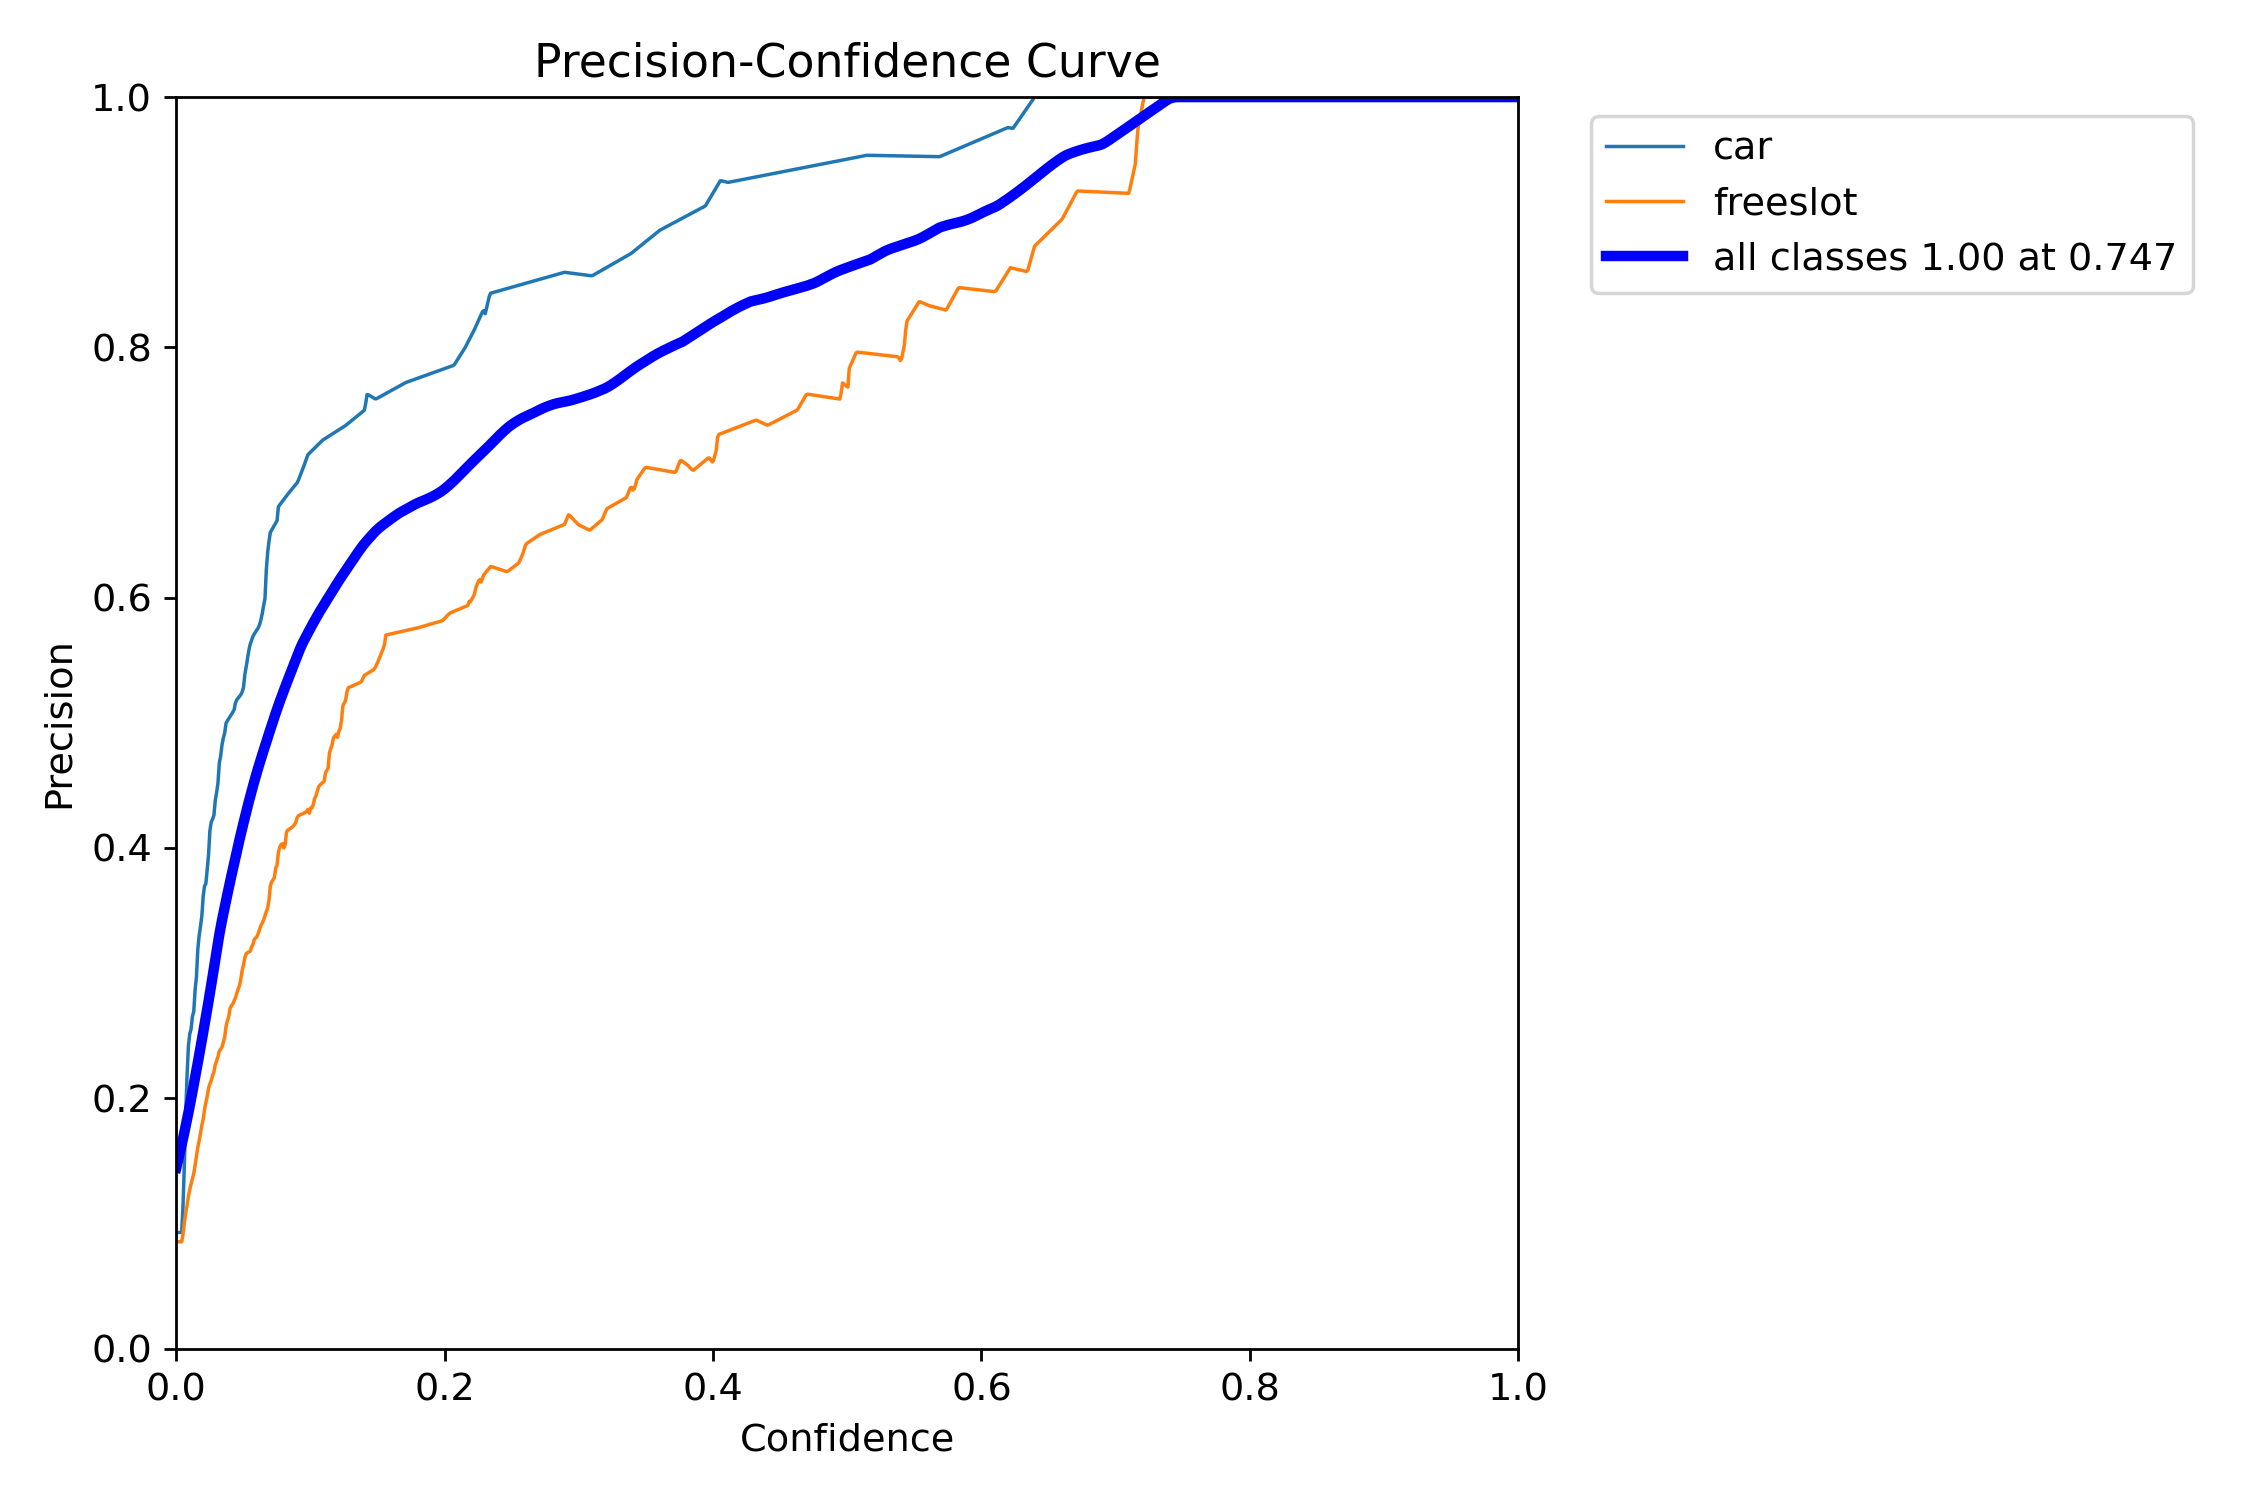 Precision-Confidence Curve
1.0
0.8
0.6
0.4
0.2
0.0
Precision
0.0 0.2 0.4 0.6 0.8 1.0
Confidence
car
freeslot
all classes 1.00 at 0.747